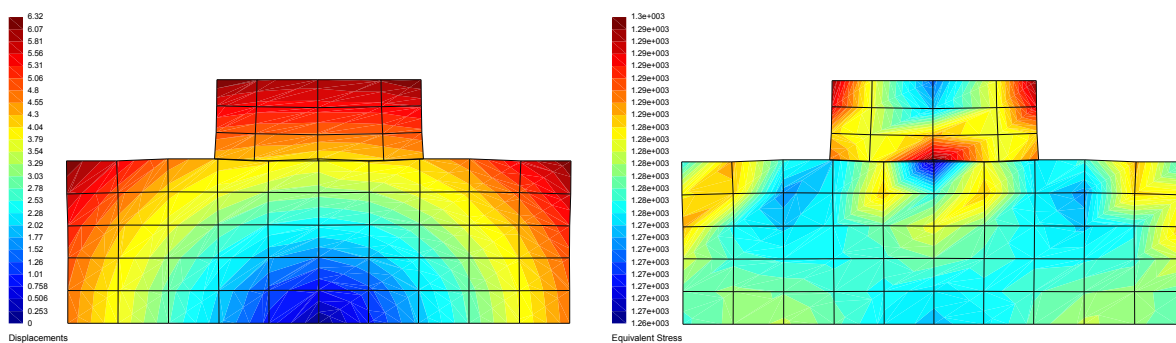 6.32
6.07
5.81
5.56
5.31
5.06
4.8
4.55
4.3
4.04
3.79
3.54
3.29
3.03
2.78
2.53
2.28
2.02
1.77
1.52
1.26
1.01
0.758
0.506
0.253
0
Displacements
1.3e+003
1.29e+003
1.29e+003
1.29e+003
1.29e+003
1.29e+003
1.29e+003
1.29e+003
1.29e+003
1.28e+003
1.28e+003
1.28e+003
1.28e+003
1.28e+003
1.28e+003
1.28e+003
1.28e+003
1.27e+003
1.27e+003
1.27e+003
1.27e+003
1.27e+003
1.27e+003
1.27e+003
1.27e+003
1.26e+003
Equivalent Stress